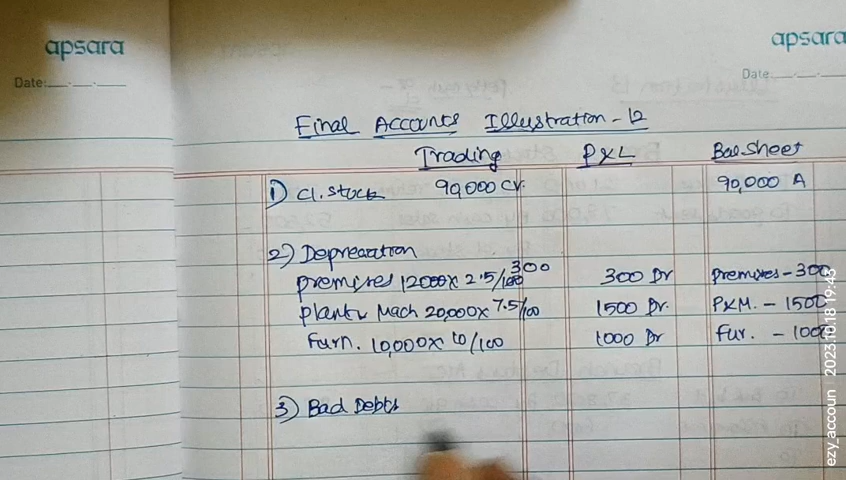 apsara
apsara
Date:
Date
Final Accounts Illustration - 12
Trading P&L Bal. Sheet
1) Cl. Stock 90,000 Cr. 90,000 A
2) Depreciation
premises 12000 x 2.5/100 300 300 Dr premises - 300
plant & Mach 20,000 x 7.5/100 1500 Dr. P&M. - 1500
Furn. 10,000 x 10/100 1000 Dr Fur. - 1000
3) Bad Debts
ezy_accoun 2023.10.18 19:43